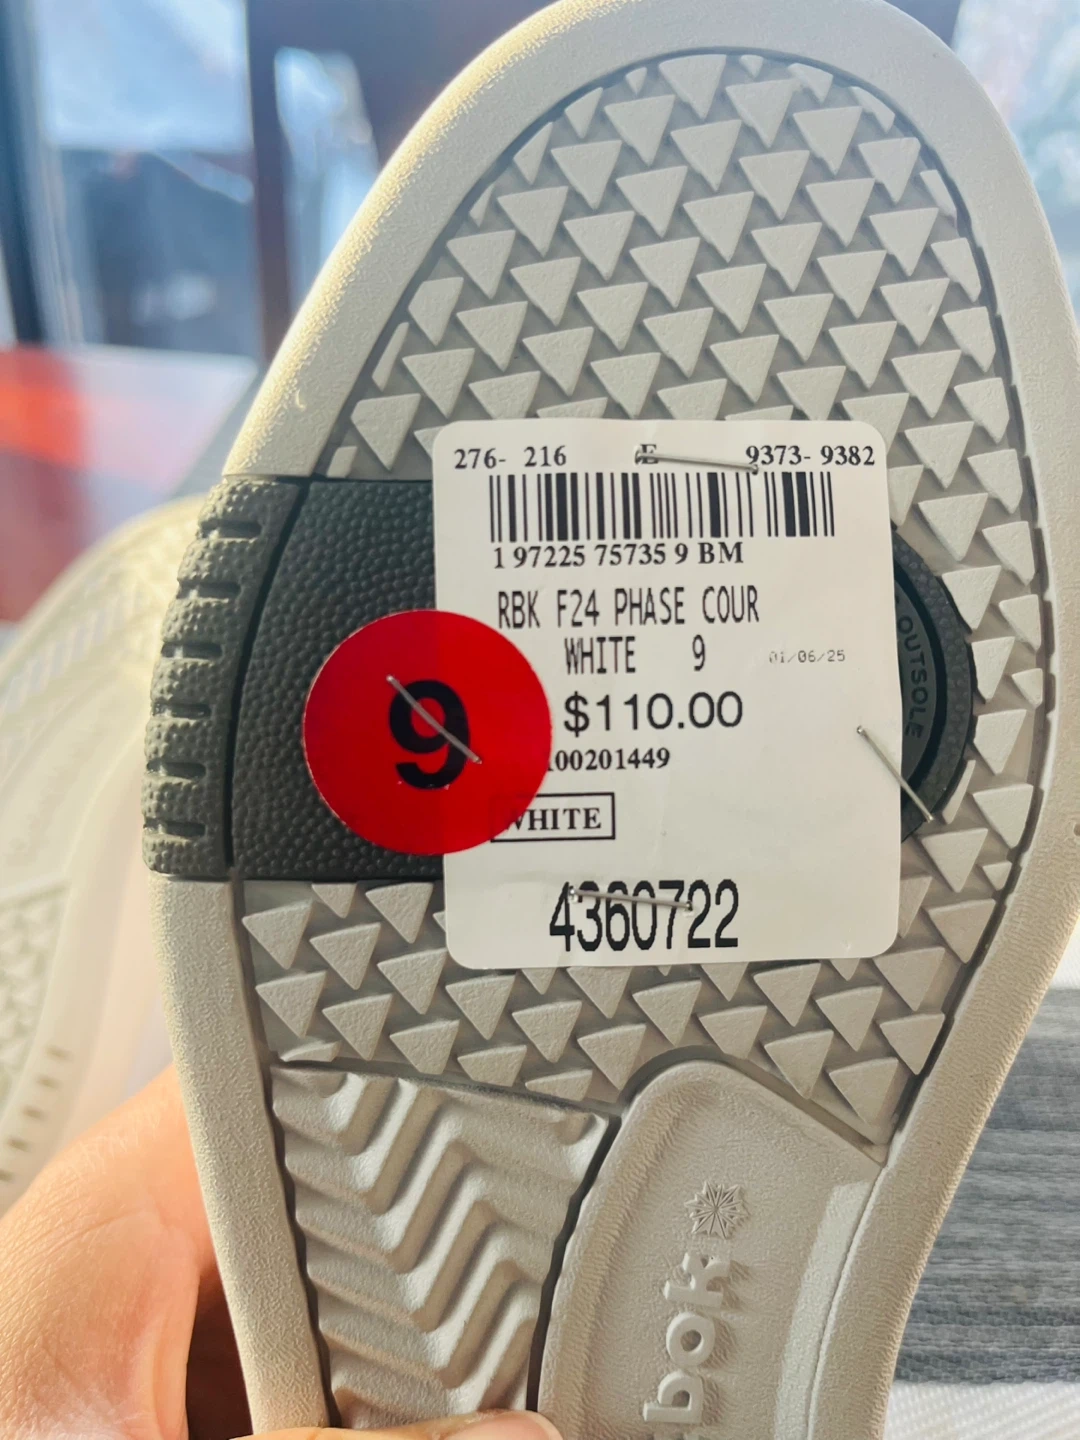 276- 216 E 9373- 9382
1 97225 75735 9 BM
RBK F24 PHASE COUR
WHITE 9 01/06/25
$110.00
100201449
WHITE
4360722
9
OUTSOLE
bok